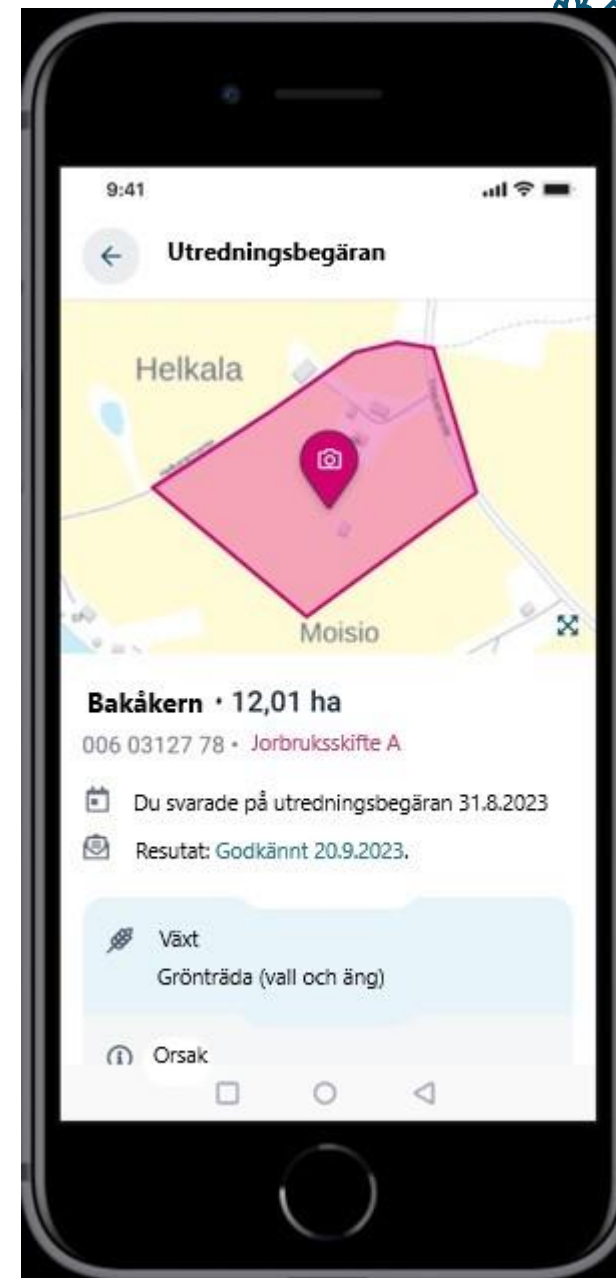 9:41
Utredningsbegäran
Helkala
Moisio
Bakåkern • 12,01 ha
006 03127 78 • Jorbruksskifte A
Du svarade på utredningsbegäran 31.8.2023
Resutat: Godkännt 20.9.2023.
Växt
Grönträda (vall och äng)
Orsak